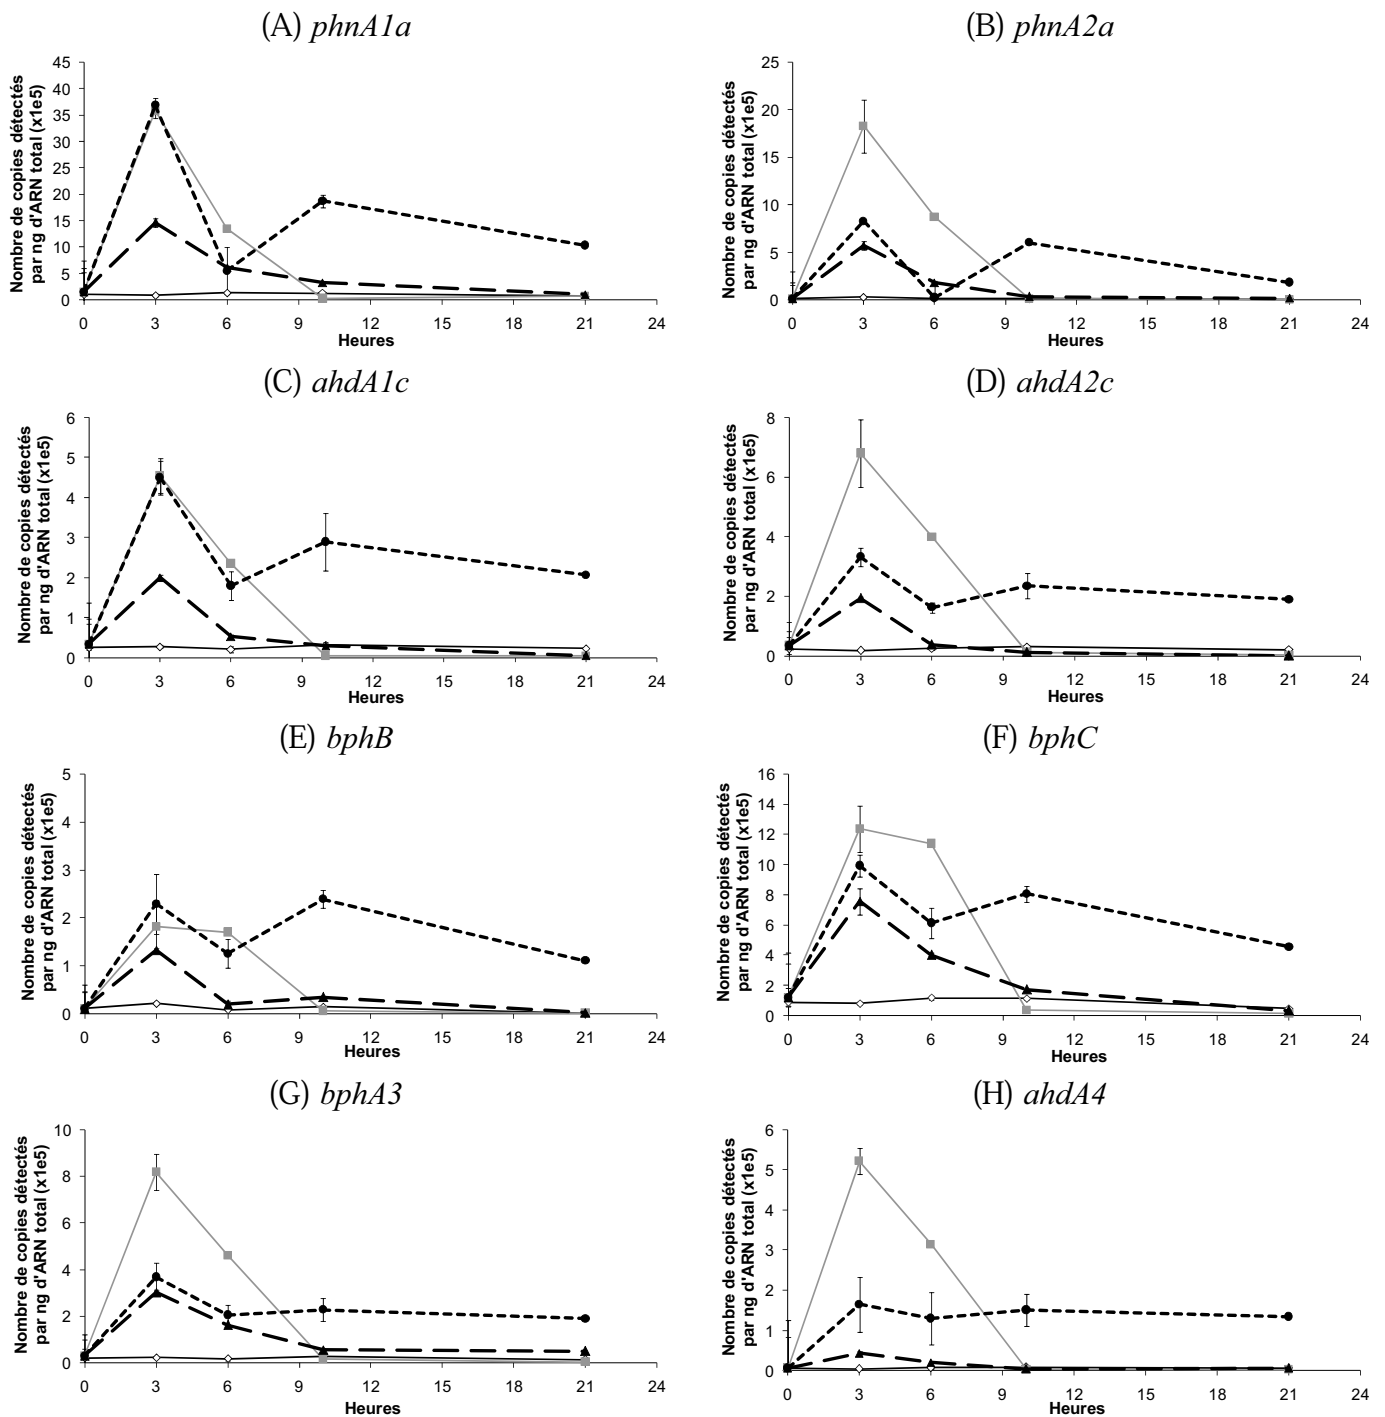 (A) phnA1a
Nombre de copies détectés
par ng d'ARN total (x1e5)
45
40
35
30
25
20
15
10
5
0
0 3 6 9 12 15 18 21 24
Heures
(B) phnA2a
Nombre de copies détectés
par ng d'ARN total (x1e5)
25
20
15
10
5
0
0 3 6 9 12 15 18 21 24
Heures
(C) ahdA1c
Nombre de copies détectés
par ng d'ARN total (x1e5)
6
5
4
3
2
1
0
0 3 6 9 12 15 18 21 24
Heures
(D) ahdA2c
Nombre de copies détectés
par ng d'ARN total (x1e5)
8
6
4
2
0
0 3 6 9 12 15 18 21 24
Heures
(E) bphB
Nombre de copies détectés
par ng d'ARN total (x1e5)
5
4
3
2
1
0
0 3 6 9 12 15 18 21 24
Heures
(F) bphC
Nombre de copies détectés
par ng d'ARN total (x1e5)
16
14
12
10
8
6
4
2
0
0 3 6 9 12 15 18 21 24
Heures
(G) bphA3
Nombre de copies détectés
par ng d'ARN total (x1e5)
10
8
6
4
2
0
0 3 6 9 12 15 18 21 24
Heures
(H) ahdA4
Nombre de copies détectés
par ng d'ARN total (x1e5)
6
5
4
3
2
1
0
0 3 6 9 12 15 18 21 24
Heures